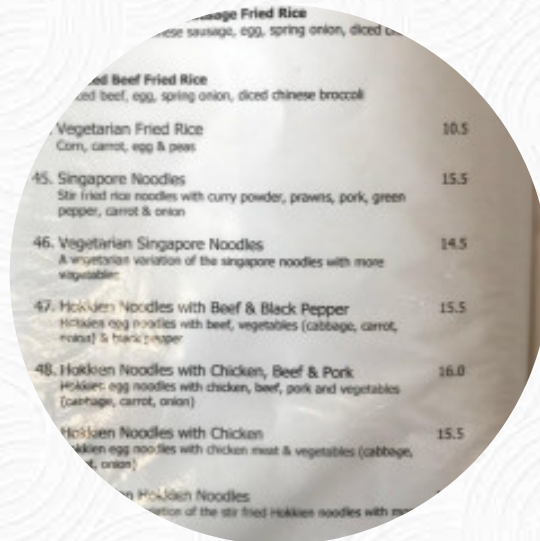 Fried Rice
sausage, egg, spring onion, diced
Beef Fried Rice
beef, egg, spring onion, diced chinese broccoli
Vegetarian Fried Rice 10.5
Corn, carrot, egg & peas
45. Singapore Noodles 15.5
Stir fried rice noodles with curry powder, prawns, pork, green
pepper, carrot & onion
46. Vegetarian Singapore Noodles 14.5
A vegetarian variation of the singapore noodles with more
vegetables
47. Hokkien Noodles with Beef & Black Pepper 15.5
Hokkien egg noodles with beef, vegetables (cabbage, carrot,
onion) & black pepper
48. Hokkien Noodles with Chicken, Beef & Pork 16.0
Hokkien egg noodles with chicken, beef, pork and vegetables
(cabbage, carrot, onion)
Hokkien Noodles with Chicken 15.5
egg noodles with chicken meat & vegetables (cabbage,
onion)
Hokkien Noodles
of the stir fried Hokkien noodles with